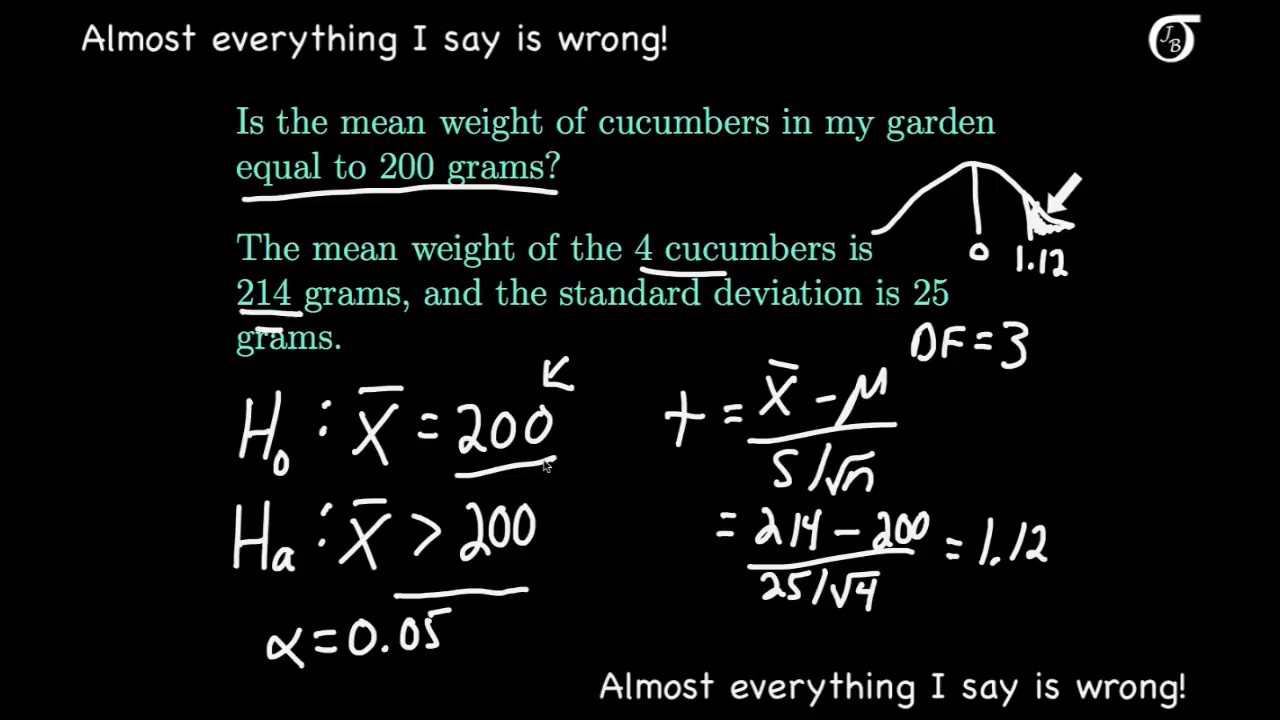 Almost everything I say is wrong!
JB
Is the mean weight of cucumbers in my garden
equal to 200 grams?
The mean weight of the 4 cucumbers is
214 grams, and the standard deviation is 25
grams.
0 1.12
DF = 3
H₀ : X̄ = 200
Hₐ : X̄ > 200
α = 0.05
t = (X̄ - μ) / (S/√n)
= (214 - 200) / (25/√4) = 1.12
Almost everything I say is wrong!